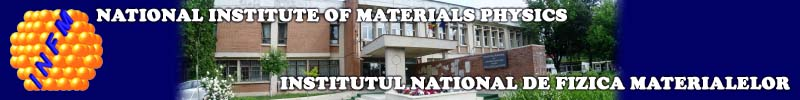 NATIONAL INSTITUTE OF MATERIALS PHYSICS
INFM
INSTITUTUL NATIONAL DE FIZICA MATERIALELOR